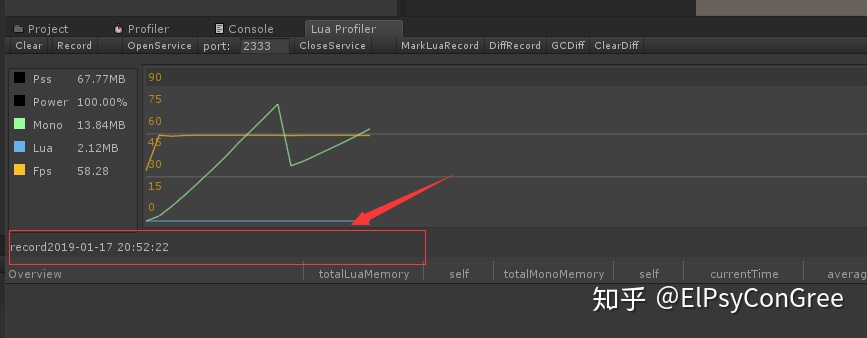 Project Profiler Console Lua Profiler
Clear Record OpenService port: 2333 CloseService MarkLuaRecord DiffRecord GCDiff ClearDiff
Pss 67.77MB
Power 100.00%
Mono 13.84MB
Lua 2.12MB
Fps 58.28
90
75
60
45
30
15
0
record2019-01-17 20:52:22
Overview totalLuaMemory self totalMonoMemory self currentTime averag
知乎 @ElPsyConGree